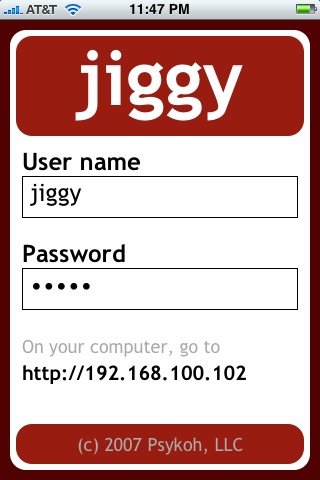 AT&T 11:47 PM
jiggy
User name
jiggy
Password
•••••
On your computer, go to
http://192.168.100.102
(c) 2007 Psykoh, LLC